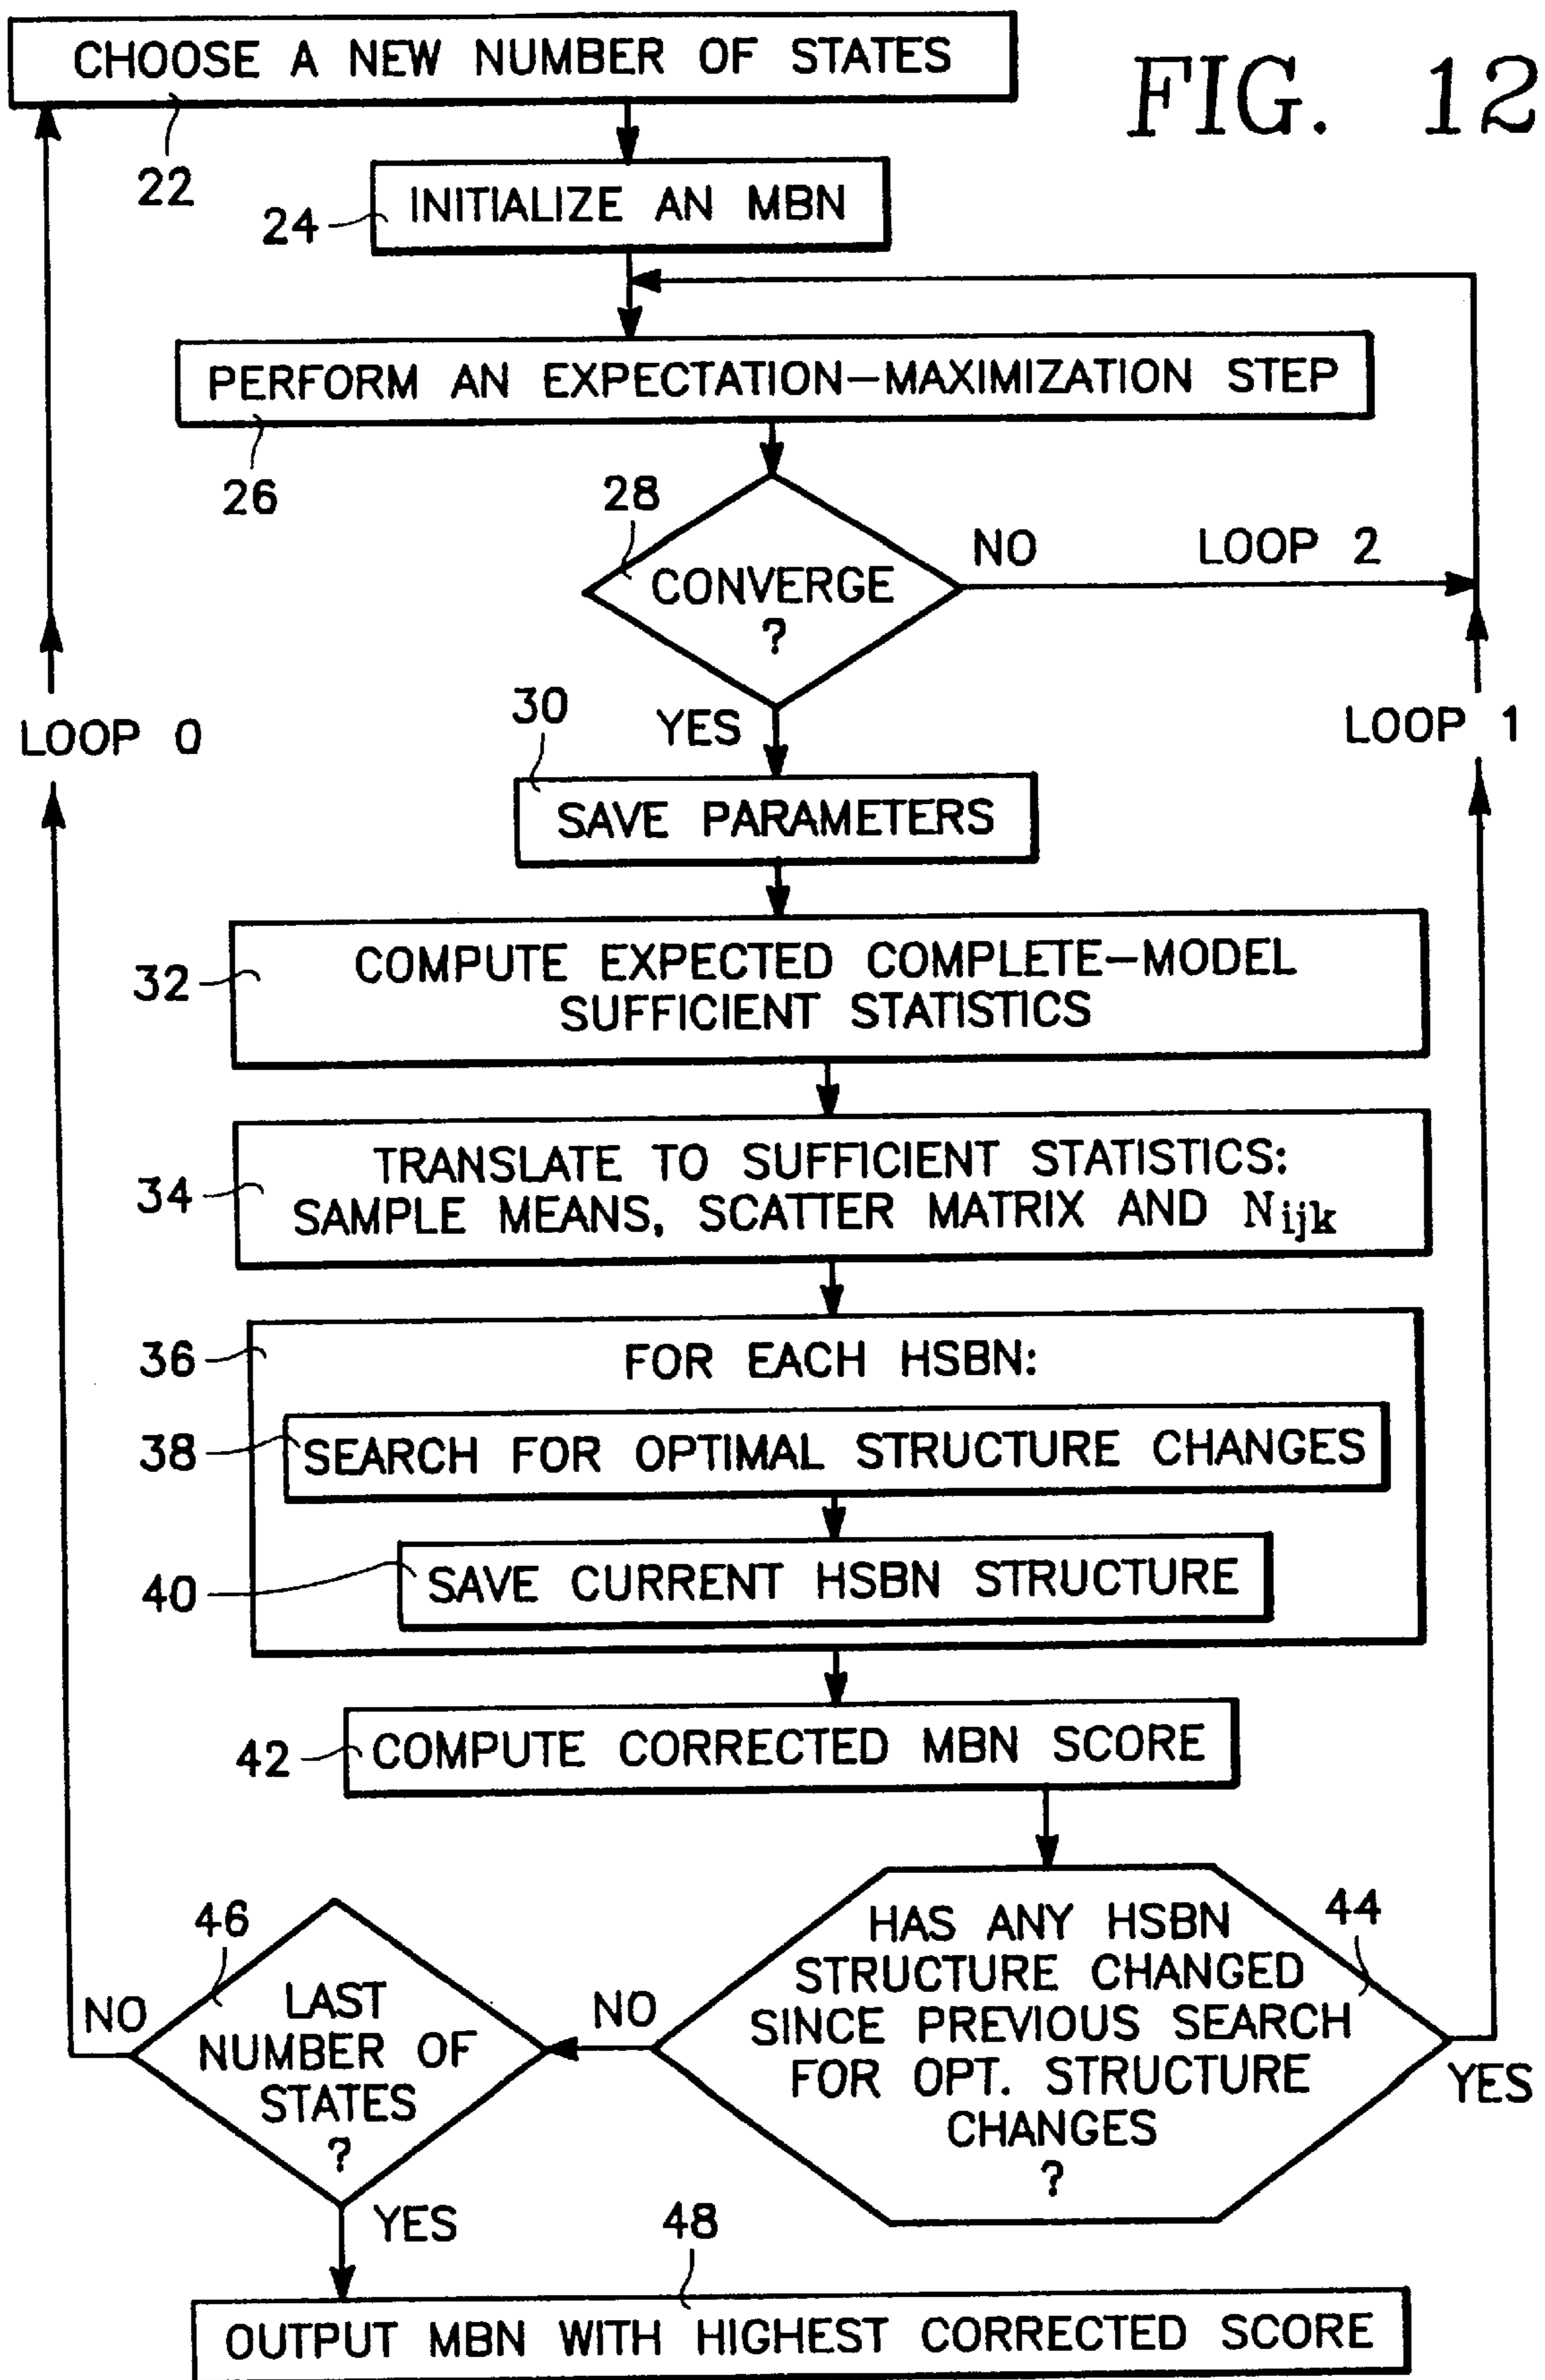 FIG. 12
CHOOSE A NEW NUMBER OF STATES
22
INITIALIZE AN MBN
24
PERFORM AN EXPECTATION-MAXIMIZATION STEP
26
28
CONVERGE
?
NO
LOOP 2
YES
LOOP 0
LOOP 1
30
SAVE PARAMETERS
32
COMPUTE EXPECTED COMPLETE-MODEL
SUFFICIENT STATISTICS
34
TRANSLATE TO SUFFICIENT STATISTICS:
SAMPLE MEANS, SCATTER MATRIX AND Nijk
36
FOR EACH HSBN:
38
SEARCH FOR OPTIMAL STRUCTURE CHANGES
40
SAVE CURRENT HSBN STRUCTURE
42
COMPUTE CORRECTED MBN SCORE
44
HAS ANY HSBN
STRUCTURE CHANGED
SINCE PREVIOUS SEARCH
FOR OPT. STRUCTURE
CHANGES
?
YES
NO
46
LAST
NUMBER OF
STATES
?
NO
YES
48
OUTPUT MBN WITH HIGHEST CORRECTED SCORE